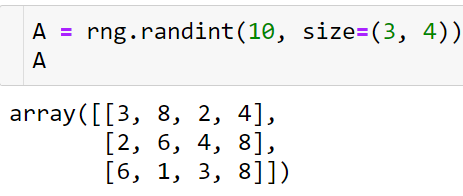 A = rng.randint(10, size=(3, 4))
A
array([[3, 8, 2, 4],
       [2, 6, 4, 8],
       [6, 1, 3, 8]])